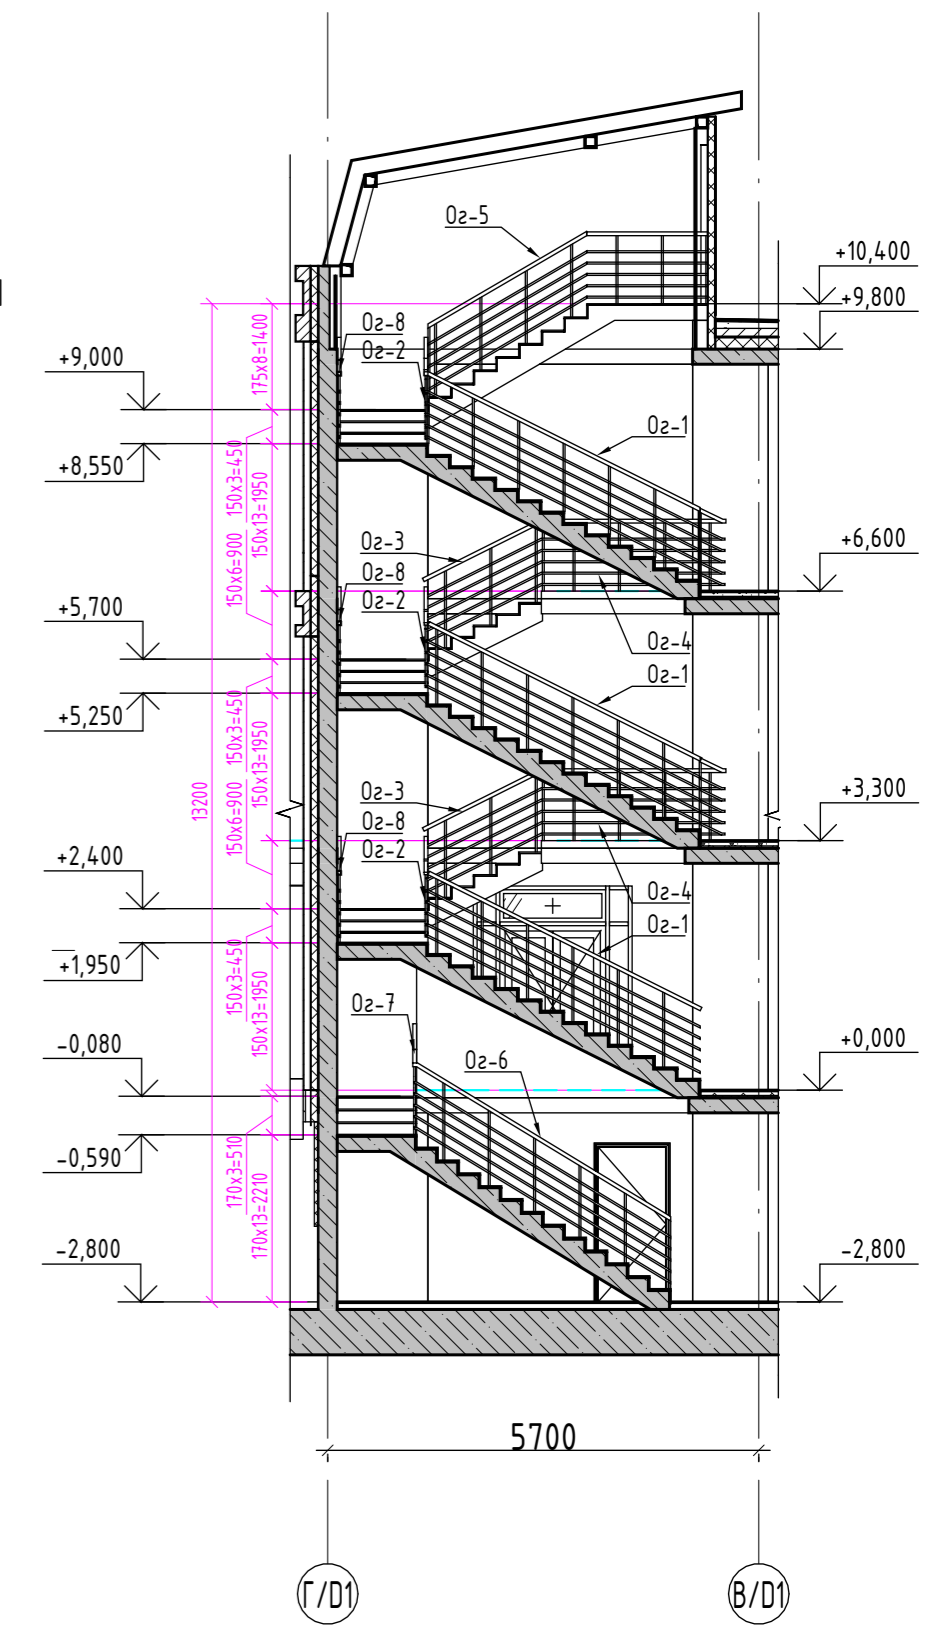 Ог-5
+10,400
+9,800
Ог-8
Ог-2
+9,000
175х8=1400
Ог-1
+8,550
150х3=450
150х13=1950
150х6=900
Ог-3
Ог-8
Ог-2
+6,600
+5,700
Ог-4
Ог-1
+5,250
150х3=450
150х13=1950
150х6=900
13200
Ог-3
Ог-8
Ог-2
+3,300
+2,400
Ог-4
Ог-1
+1,950
150х3=450
150х13=1950
Ог-7
-0,080
Ог-6
+0,000
-0,590
170х3=510
170х13=2210
-2,800
-2,800
5700
Г/D1
В/D1